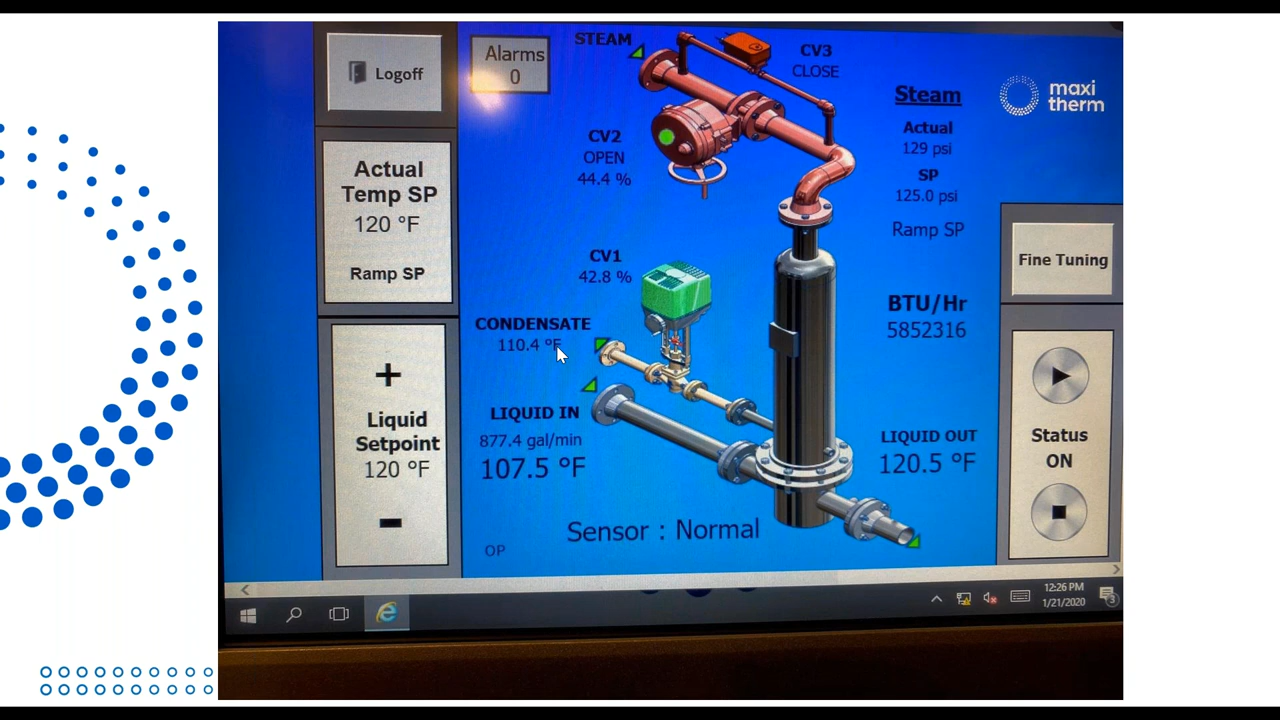 Logoff
Alarms
0
STEAM
CV3
CLOSE
maxi
therm
Steam
Actual
129 psi
SP
125.0 psi
Ramp SP
CV2
OPEN
44.4 %
Actual
Temp SP
120 °F
Ramp SP
CV1
42.8 %
Fine Tuning
BTU/Hr
5852316
CONDENSATE
110.4 °F
+
Liquid
Setpoint
120 °F
-
LIQUID IN
877.4 gal/min
107.5 °F
LIQUID OUT
120.5 °F
Status
ON
Sensor : Normal
OP
12:26 PM
1/21/2020
3